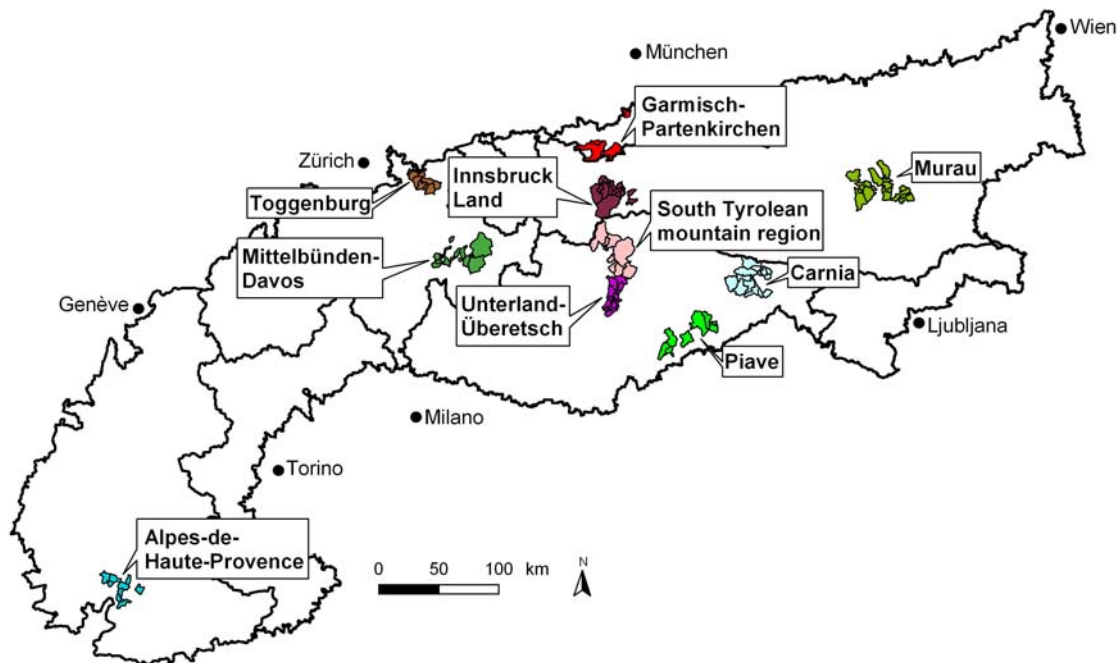 Wien
München
Garmisch-
Partenkirchen
Zürich
Innsbruck
Land
Murau
Toggenburg
South Tyrolean
mountain region
Mittelbünden-
Davos
Carnia
Genève
Unterland-
Überetsch
Ljubljana
Piave
Milano
Torino
Alpes-de-
Haute-Provence
0 50 100 km
N